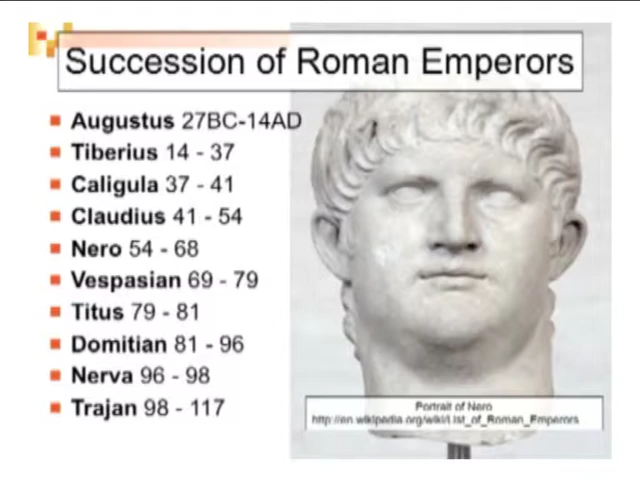 Succession of Roman Emperors
Augustus 27BC-14AD
Tiberius 14 - 37
Caligula 37 - 41
Claudius 41 - 54
Nero 54 - 68
Vespasian 69 - 79
Titus 79 - 81
Domitian 81 - 96
Nerva 96 - 98
Trajan 98 - 117
Portrait of Nero
http://en.wikipedia.org/wiki/List_of_Roman_Emperors